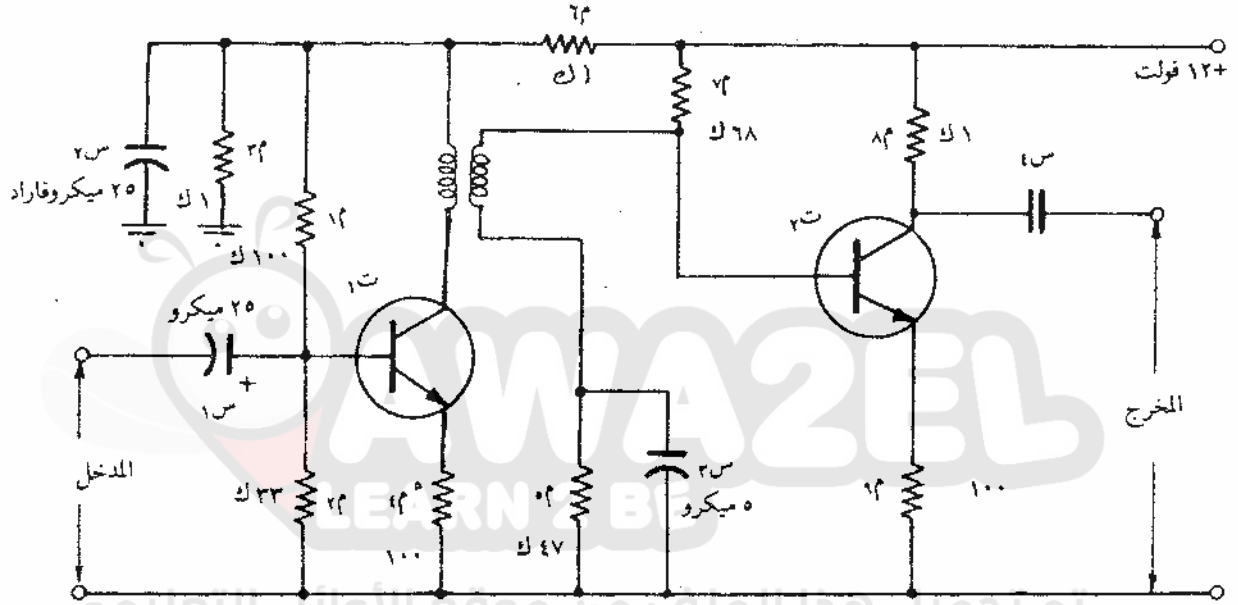 م٦
١ ك
+١٢ فولت
م٧
٦٨ ك
م٨
١ ك
س٤
س٢
٢٥ ميكروفاراد
م٣
١ ك
م١
١٠٠ ك
ت١
ت٢
٢٥ ميكرو
+
س١
المدخل
م٢
٣٣ ك
م٤
١٠٠
م٥
٤٧ ك
س٣
٥ ميكرو
م٩
١٠٠
المخرج
AWA2EL
LEARN 2 BE